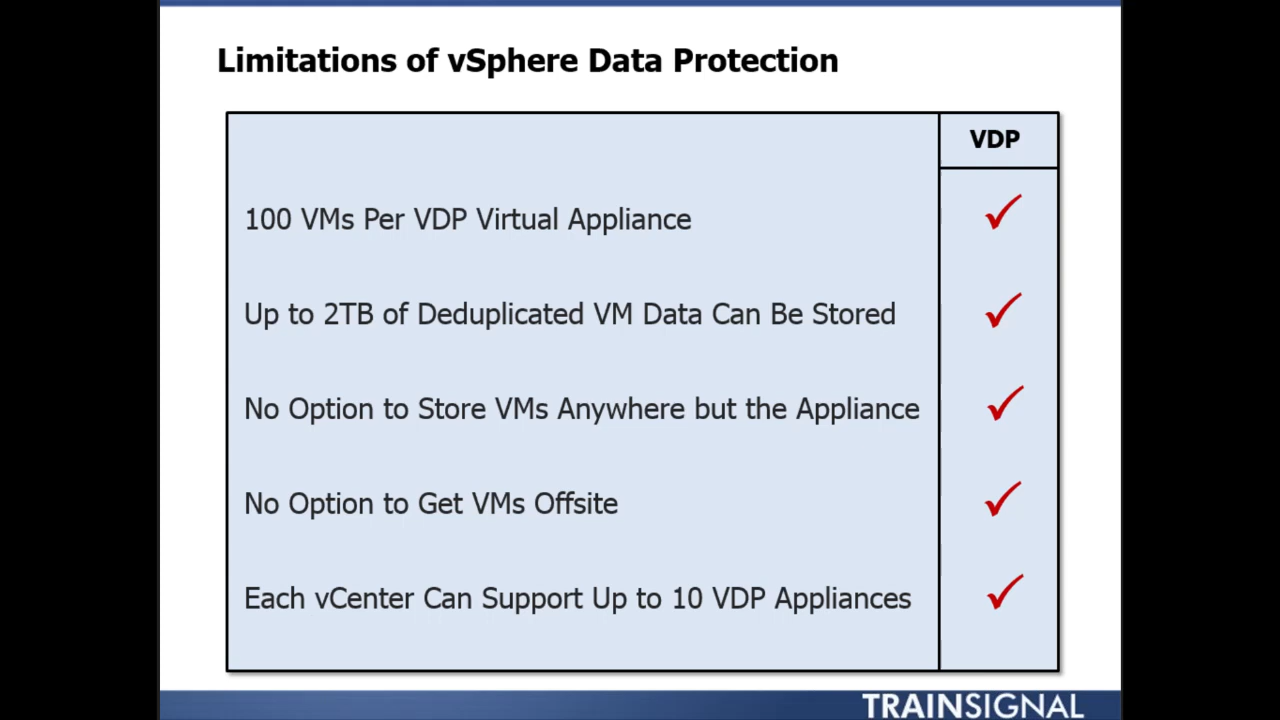 Limitations of vSphere Data Protection
VDP
100 VMs Per VDP Virtual Appliance
Up to 2TB of Deduplicated VM Data Can Be Stored
No Option to Store VMs Anywhere but the Appliance
No Option to Get VMs Offsite
Each vCenter Can Support Up to 10 VDP Appliances
TRAINSIGNAL